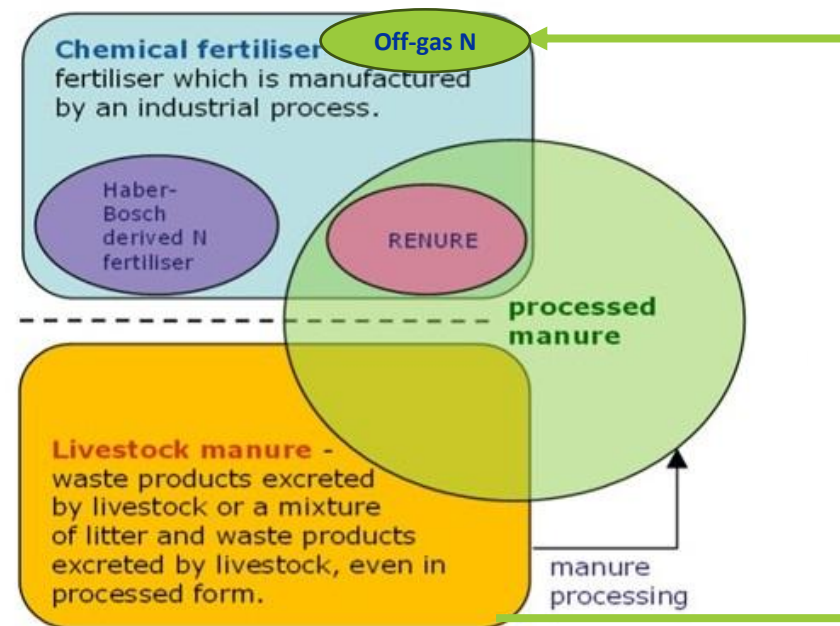 Chemical fertiliser
Off-gas N
fertiliser which is manufactured
by an industrial process.
Haber-
Bosch
derived N
fertiliser
RENURE
processed
manure
Livestock manure -
waste products excreted
by livestock or a mixture
of litter and waste products
excreted by livestock, even in
processed form.
manure
processing